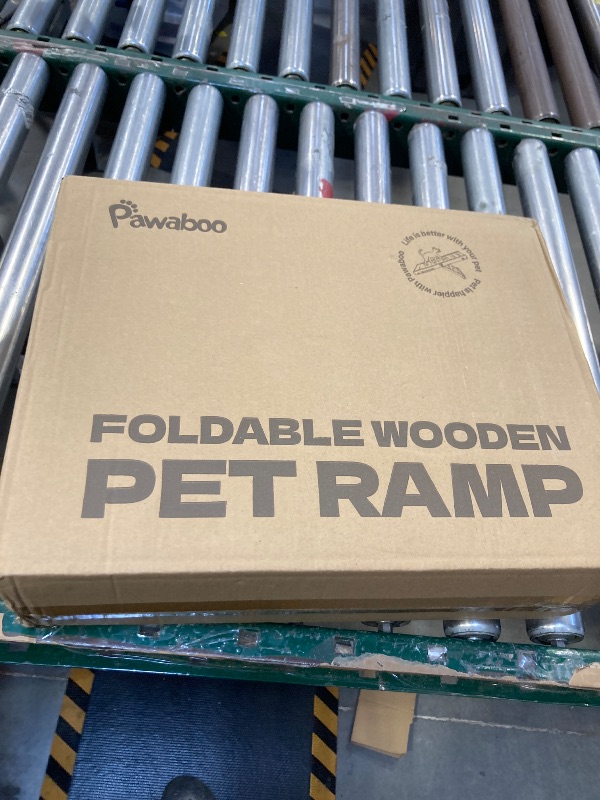 Pawaboo
Life is better with your pet
Pet is happier with Pawaboo
FOLDABLE WOODEN
PET RAMP